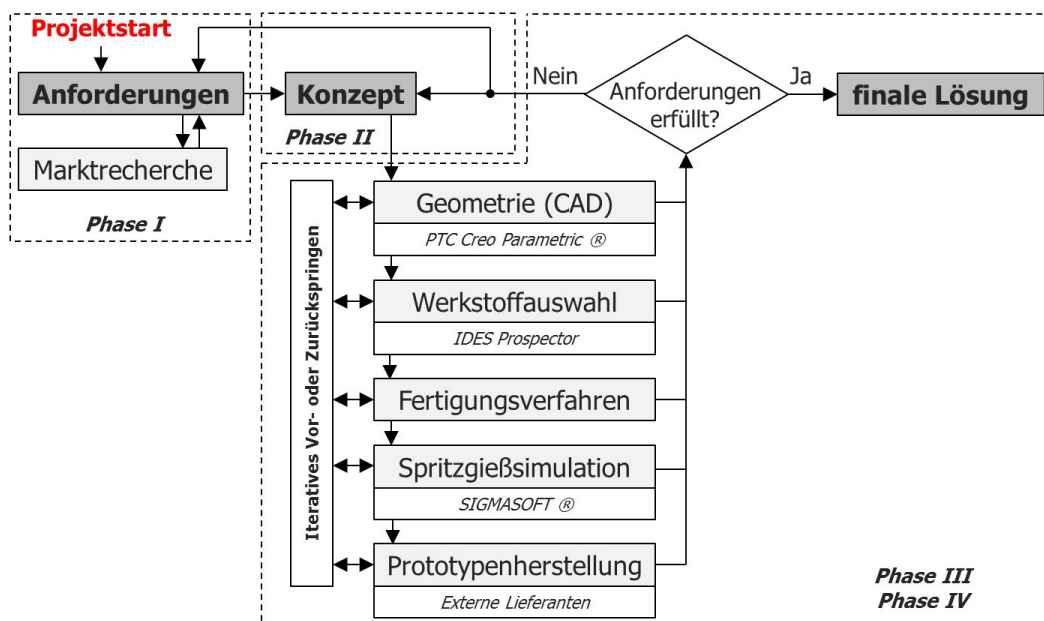 Projektstart
Anforderungen
Marktrecherche
Phase I
Konzept
Phase II
Nein
Anforderungen
erfüllt?
Ja
finale Lösung
Iteratives Vor- oder Zurückspringen
Geometrie (CAD)
PTC Creo Parametric ®
Werkstoffauswahl
IDES Prospector
Fertigungsverfahren
Spritzgießsimulation
SIGMASOFT ®
Prototypenherstellung
Externe Lieferanten
Phase III
Phase IV